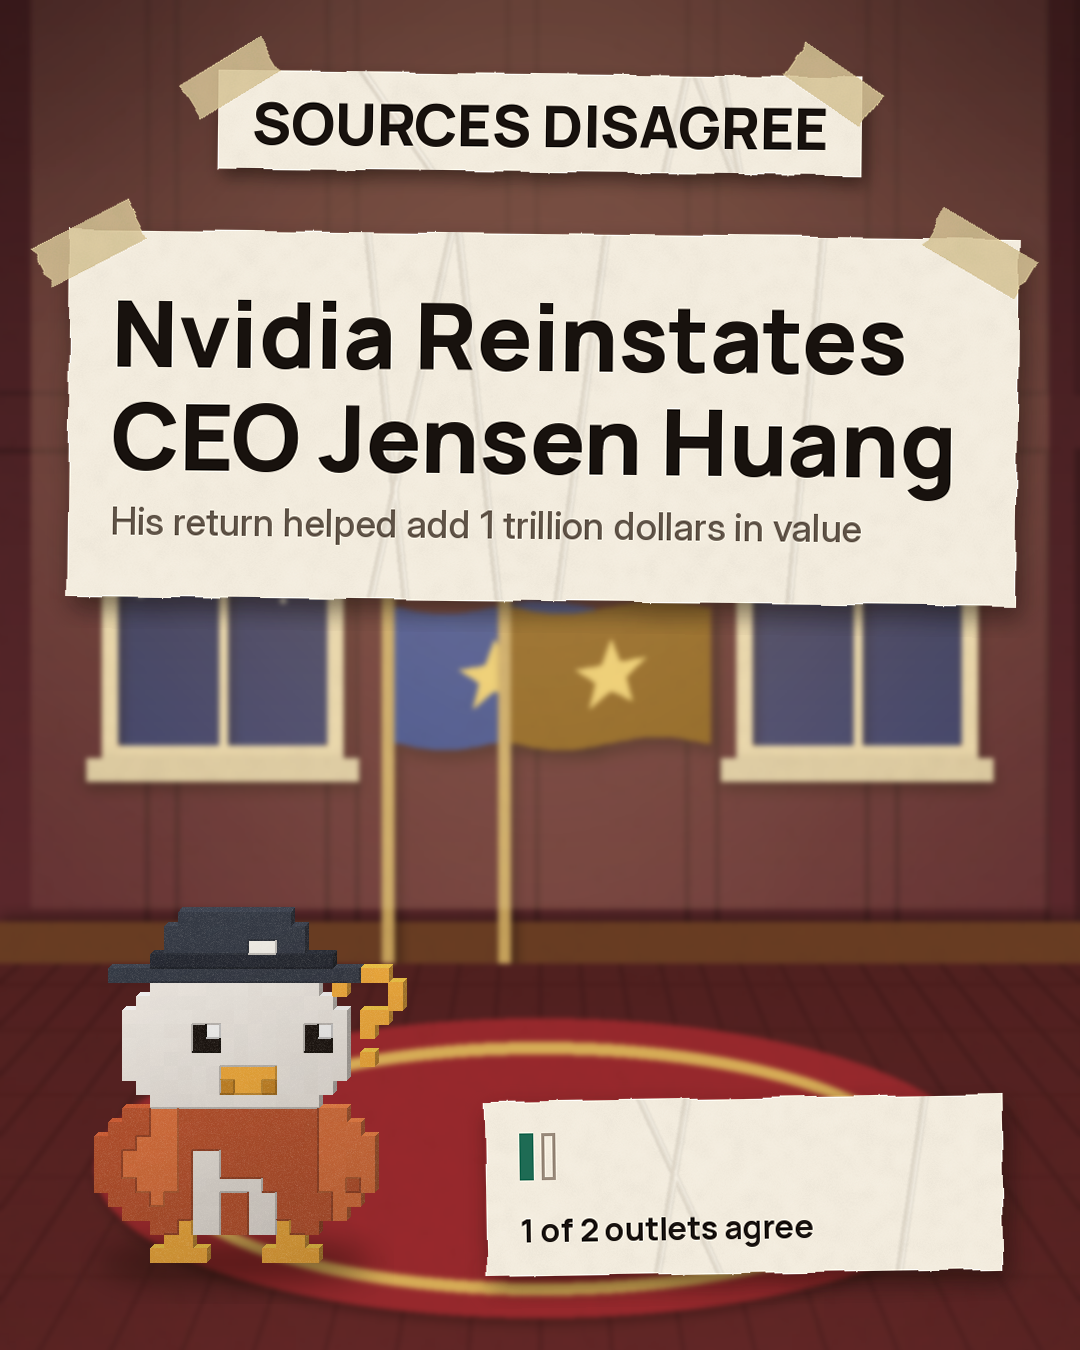 SOURCES DISAGREE
Nvidia Reinstates
CEO Jensen Huang
His return helped add 1 trillion dollars in value
1 of 2 outlets agree